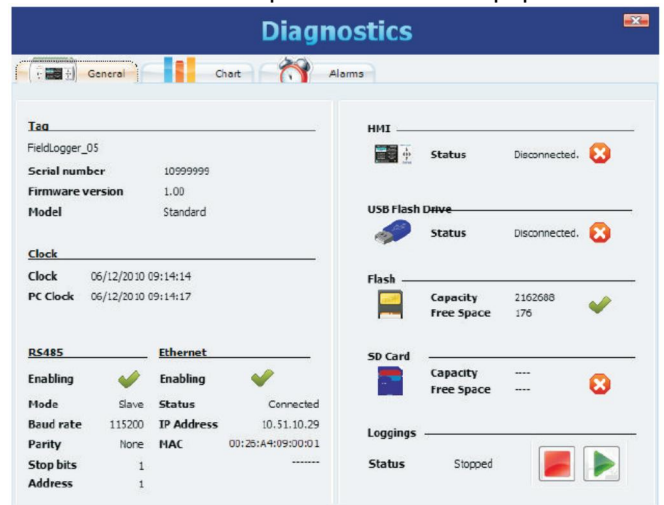 Diagnostics
General Chart Alarms
Tag
FieldLogger_05
Serial number 10999999
Firmware version 1.00
Model Standard
Clock
Clock 06/12/2010 09:14:14
PC Clock 06/12/2010 09:14:17
RS485
Enabling
Mode Slave
Baud rate 115200
Parity None
Stop bits 1
Address 1
Ethernet
Enabling
Status Connected
IP Address 10.51.10.29
MAC 00:26:A4:09:00:01
-------
HMI
Status Disconnected.
USB Flash Drive
Status Disconnected.
Flash
Capacity 2162688
Free Space 176
SD Card
Capacity ----
Free Space ----
Loggings
Status Stopped